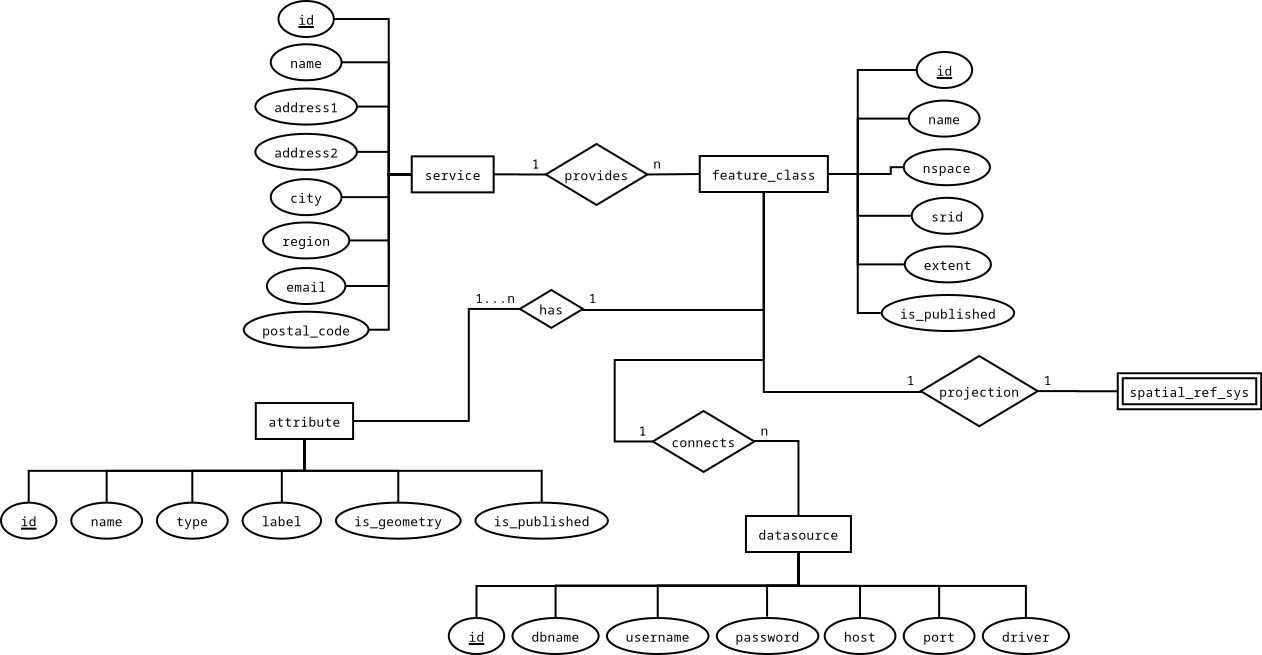 id
name
address1
address2
city
region
email
postal_code
service
1
provides
n
feature_class
id
name
nspace
srid
extent
is_published
1...n
has
1
1
projection
1
spatial_ref_sys
attribute
id
name
type
label
is_geometry
is_published
1
connects
n
datasource
id
dbname
username
password
host
port
driver